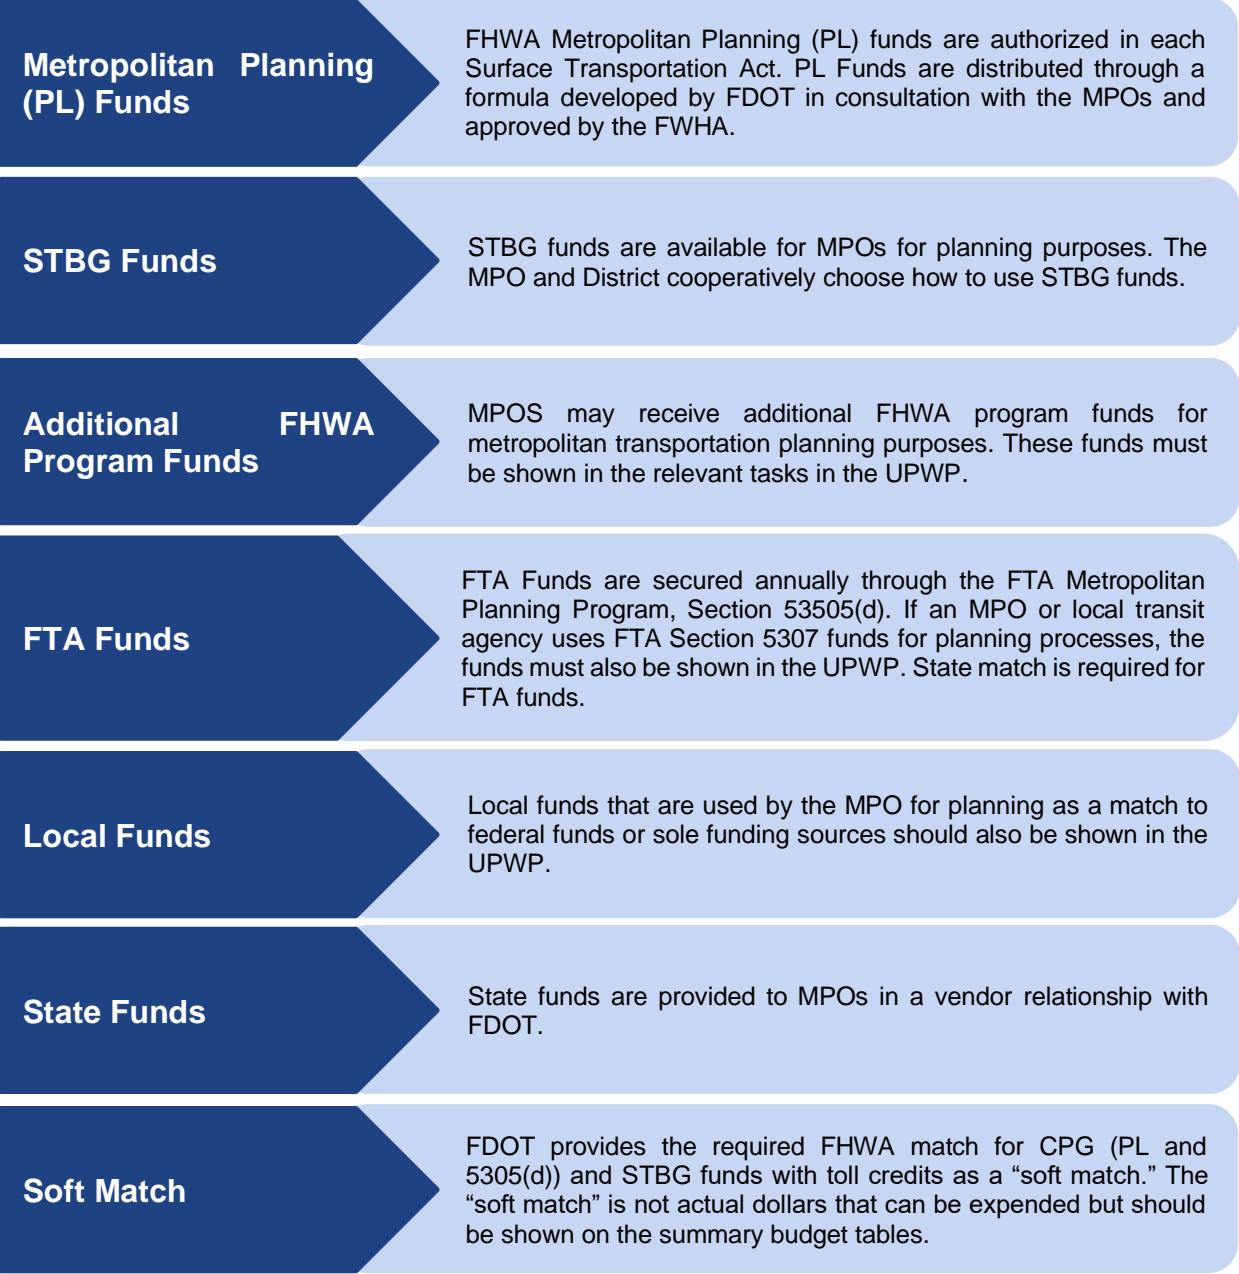 Metropolitan Planning
(PL) Funds
FHWA Metropolitan Planning (PL) funds are authorized in each
Surface Transportation Act. PL Funds are distributed through a
formula developed by FDOT in consultation with the MPOs and
approved by the FWHA.
STBG Funds
STBG funds are available for MPOs for planning purposes. The
MPO and District cooperatively choose how to use STBG funds.
Additional FHWA
Program Funds
MPOS may receive additional FHWA program funds for
metropolitan transportation planning purposes. These funds must
be shown in the relevant tasks in the UPWP.
FTA Funds
FTA Funds are secured annually through the FTA Metropolitan
Planning Program, Section 53505(d). If an MPO or local transit
agency uses FTA Section 5307 funds for planning processes, the
funds must also be shown in the UPWP. State match is required for
FTA funds.
Local Funds
Local funds that are used by the MPO for planning as a match to
federal funds or sole funding sources should also be shown in the
UPWP.
State Funds
State funds are provided to MPOs in a vendor relationship with
FDOT.
Soft Match
FDOT provides the required FHWA match for CPG (PL and
5305(d)) and STBG funds with toll credits as a “soft match.” The
“soft match” is not actual dollars that can be expended but should
be shown on the summary budget tables.